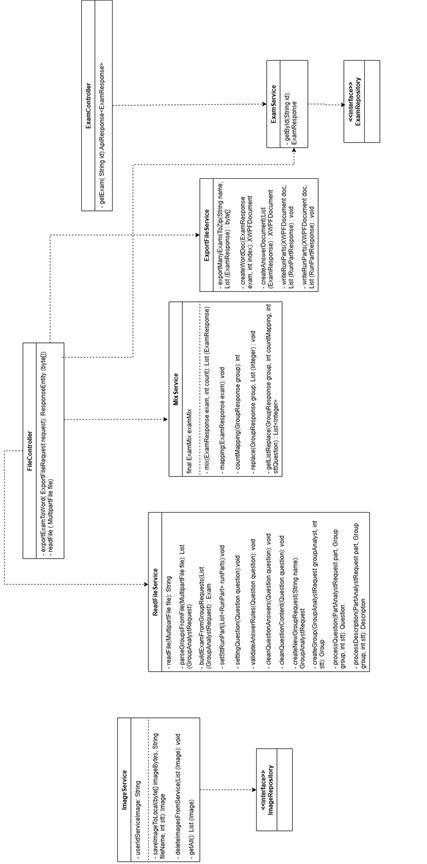 ExamController
- getExam( String id) ApiResponse<ExamResponse>
ExamService
- getById(String id):
ExamResponse
<<interface>>
ExamRepository
FileController
- exportExamToWord( ExportFileRequest request) : ResponseEntity (byte[])
- readFile ( MultipartFile file)
ExportFileService
- exportManyExamsToZip(String name,
List (ExamResponse) : byte[]
- createWordDoc(ExamResponse
exam, int index): XWPFDocument
- createAnswerDocument(List
(ExamResponse) : XWPFDocument
- writeRunParts(XWPFDocument doc,
List (RunPartResponse) : void
- writeRunParts(XWPFDocument doc,
List (RunPartResponse) : void
MixService
final ExamMix examMix
- mix(ExamResponse exam, int count): List (ExamResponse)
- mapping(ExamResponse exam): void
- countMapping(GroupResponse group): int
- replace(GroupResponse group, List (Integer) : void
- getListReplace(GroupResponse group, int countMapping, int
sttQuestion) : List<Integer>
ReadFileService
- readFile(Multipart file): String
- parseGroupsFromFile(MultiPartFile file): List
(GroupAnalystRequest)
- buildExamFromGroupRequests(List
(GroupAnalystRequest) : Exam
- setSttRunPart(List<RunPart> runParts):void
- settingQuestion(Question question):void
- validateAnswerRules(Question question): void
- cleanQuestionAnswers(Question question): void
- cleanQuestionContent(Question question): void
- createNewGroupRequest(String name):
GroupAnalystRequest
- createGroup(GroupAnalystRequest groupAnalyst, int
stt): Group
- processQuestion(PartAnalystRequest part, Group
group, int stt): Question
- processDescription(PartAnalystRequest part, Group
group, int stt): Description
ImageService
- userIdServiceImage: String
- saveImageToLocal(byte[] imageBytes, String
fileName, int stt): Image
- deleteImagesFromService(List (Image): void
- getAll(): List (Image)
<<interface>>
ImageRepository